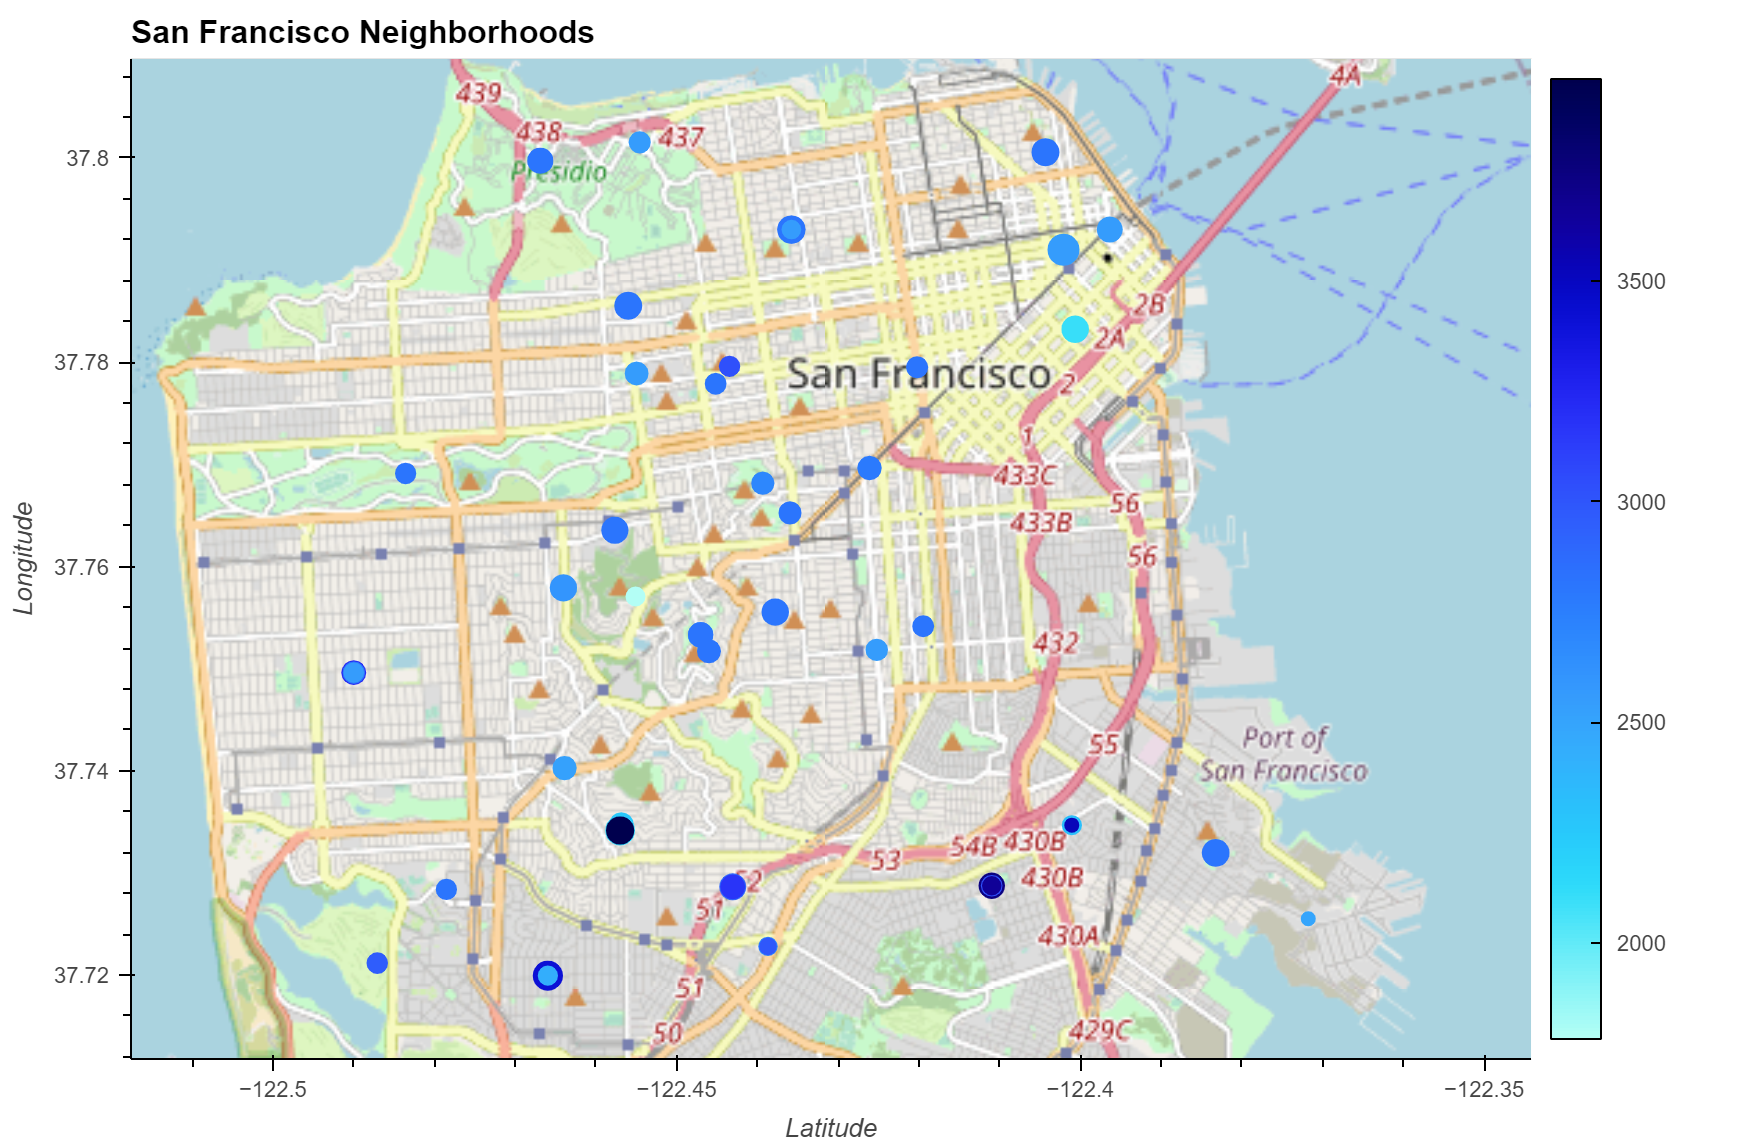 San Francisco Neighborhoods
4A
439
438
437
Presidio
37.8
2B
2A
3500
37.78
San Francisco
2
1
433C
56
433B
3000
56
37.76
Longitude
432
2500
Port of
San Francisco
55
37.74
430B
54B
53
52
430B
51
430A
2000
37.72
51
50
429C
−122.5
−122.45
−122.4
−122.35
Latitude